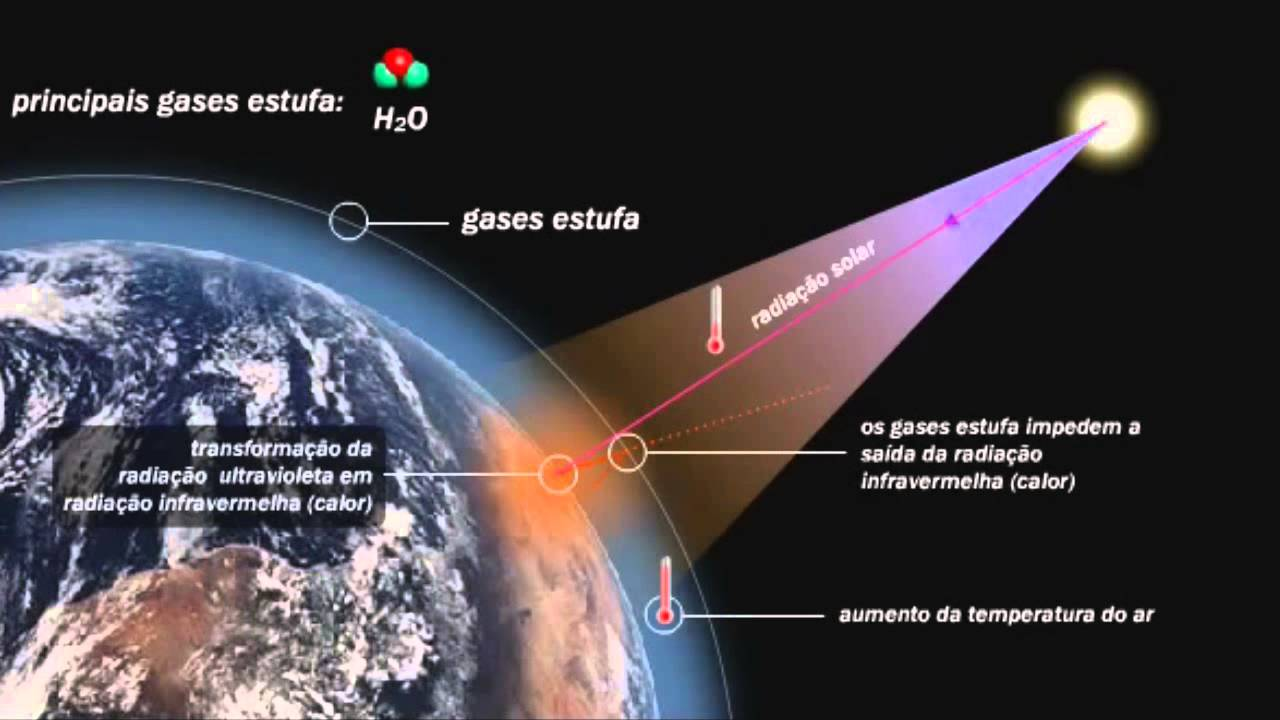 principais gases estufa:
H₂O
gases estufa
radiação solar
transformação da
radiação ultravioleta em
radiação infravermelha (calor)
os gases estufa impedem a
saída da radiação
infravermelha (calor)
aumento da temperatura do ar